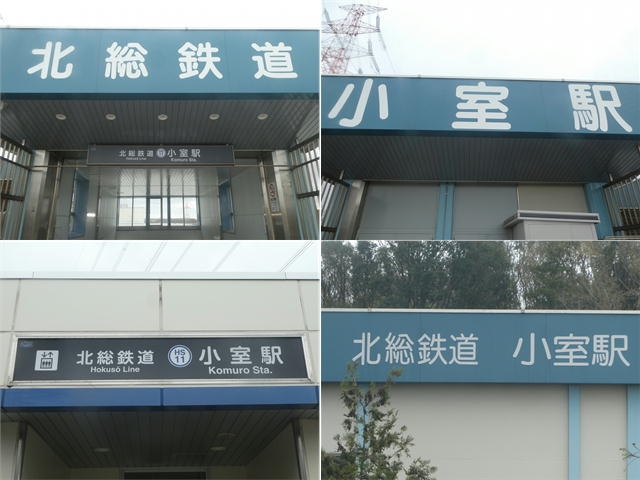 北総鉄道
北総鉄道 HS 11 小室駅
Hokusō Line Komuro Sta.
小室駅
北総鉄道 HS 11 小室駅
Hokusō Line Komuro Sta.
北総鉄道 小室駅